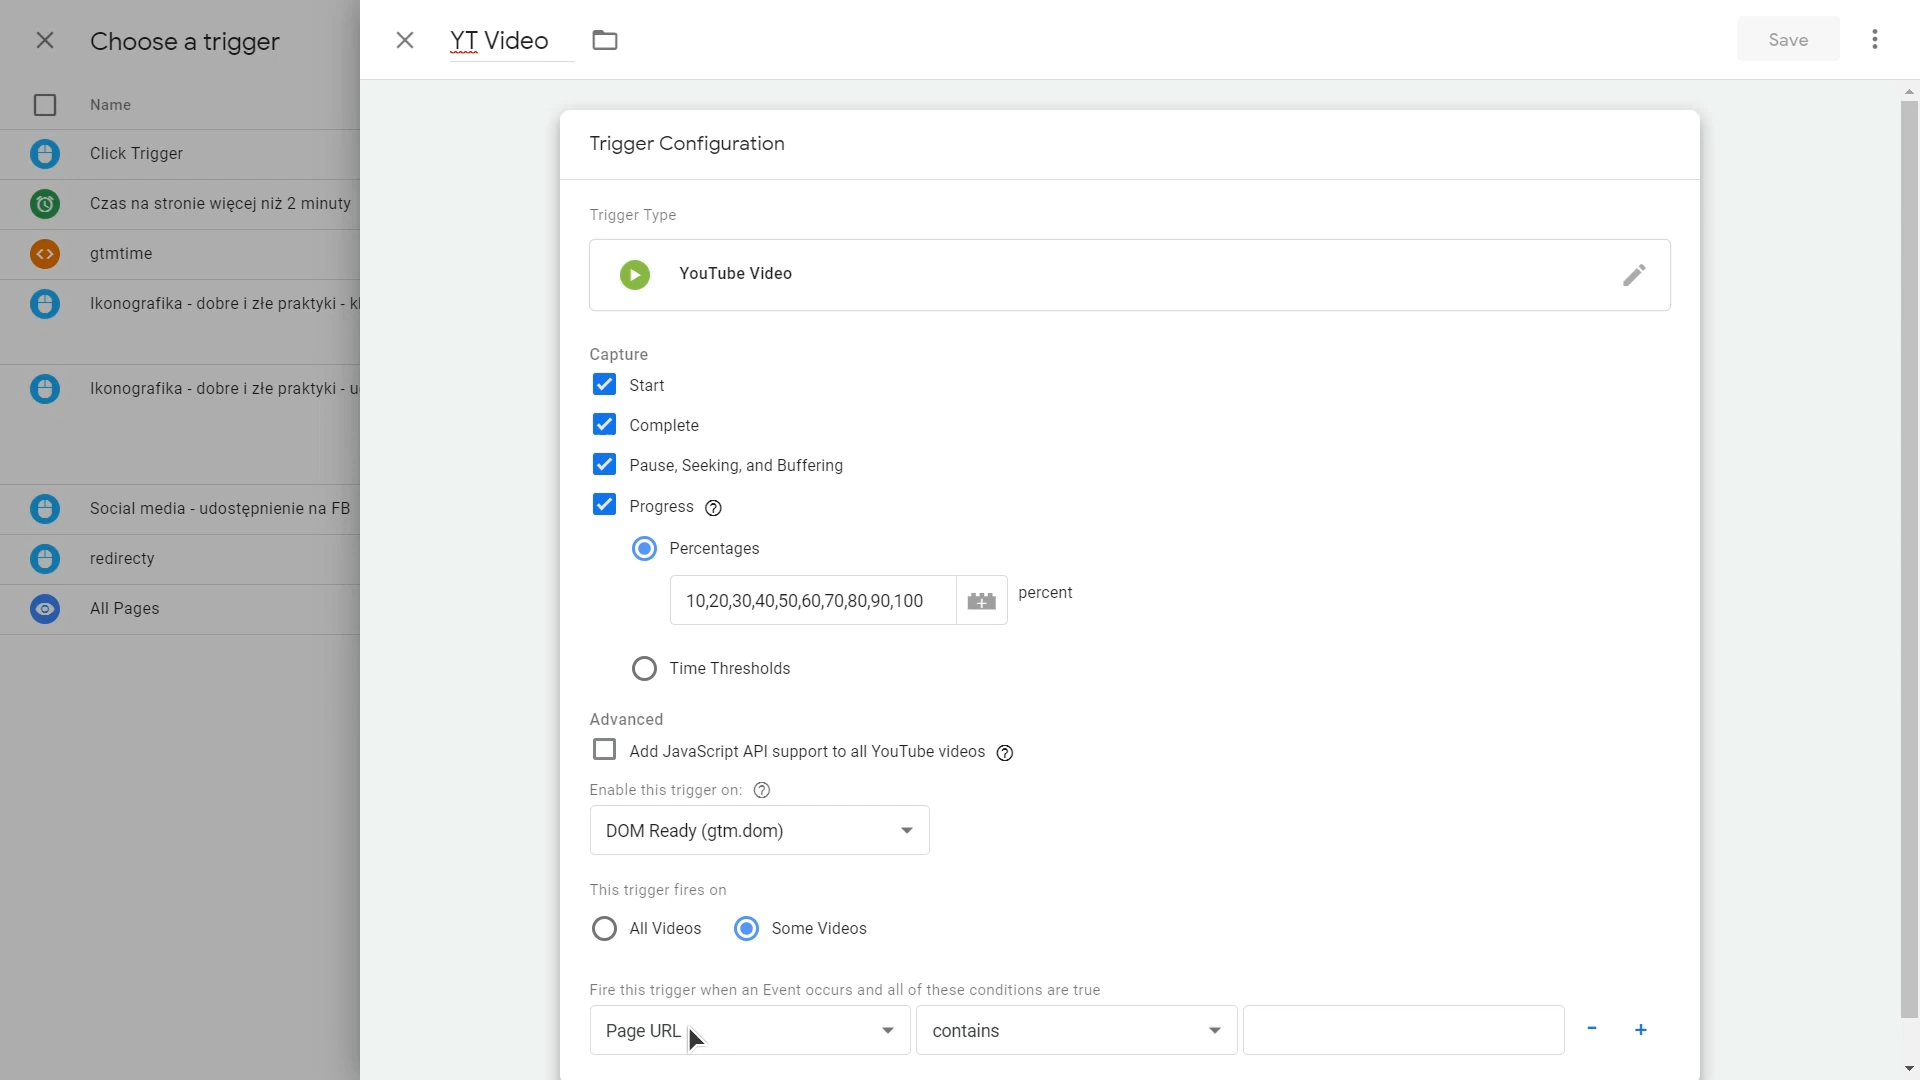 Choose a trigger
YT Video
Save
Name
Click Trigger
Czas na stronie więcej niż 2 minuty
gtmtime
Ikonografika - dobre i złe praktyki - kl
Ikonografika - dobre i złe praktyki - u
Social media - udostępnienie na FB
redirecty
All Pages
Trigger Configuration
Trigger Type
YouTube Video
Capture
Start
Complete
Pause, Seeking, and Buffering
Progress
Percentages
10,20,30,40,50,60,70,80,90,100
percent
Time Thresholds
Advanced
Add JavaScript API support to all YouTube videos
Enable this trigger on:
DOM Ready (gtm.dom)
This trigger fires on
All Videos
Some Videos
Fire this trigger when an Event occurs and all of these conditions are true
Page URL
contains